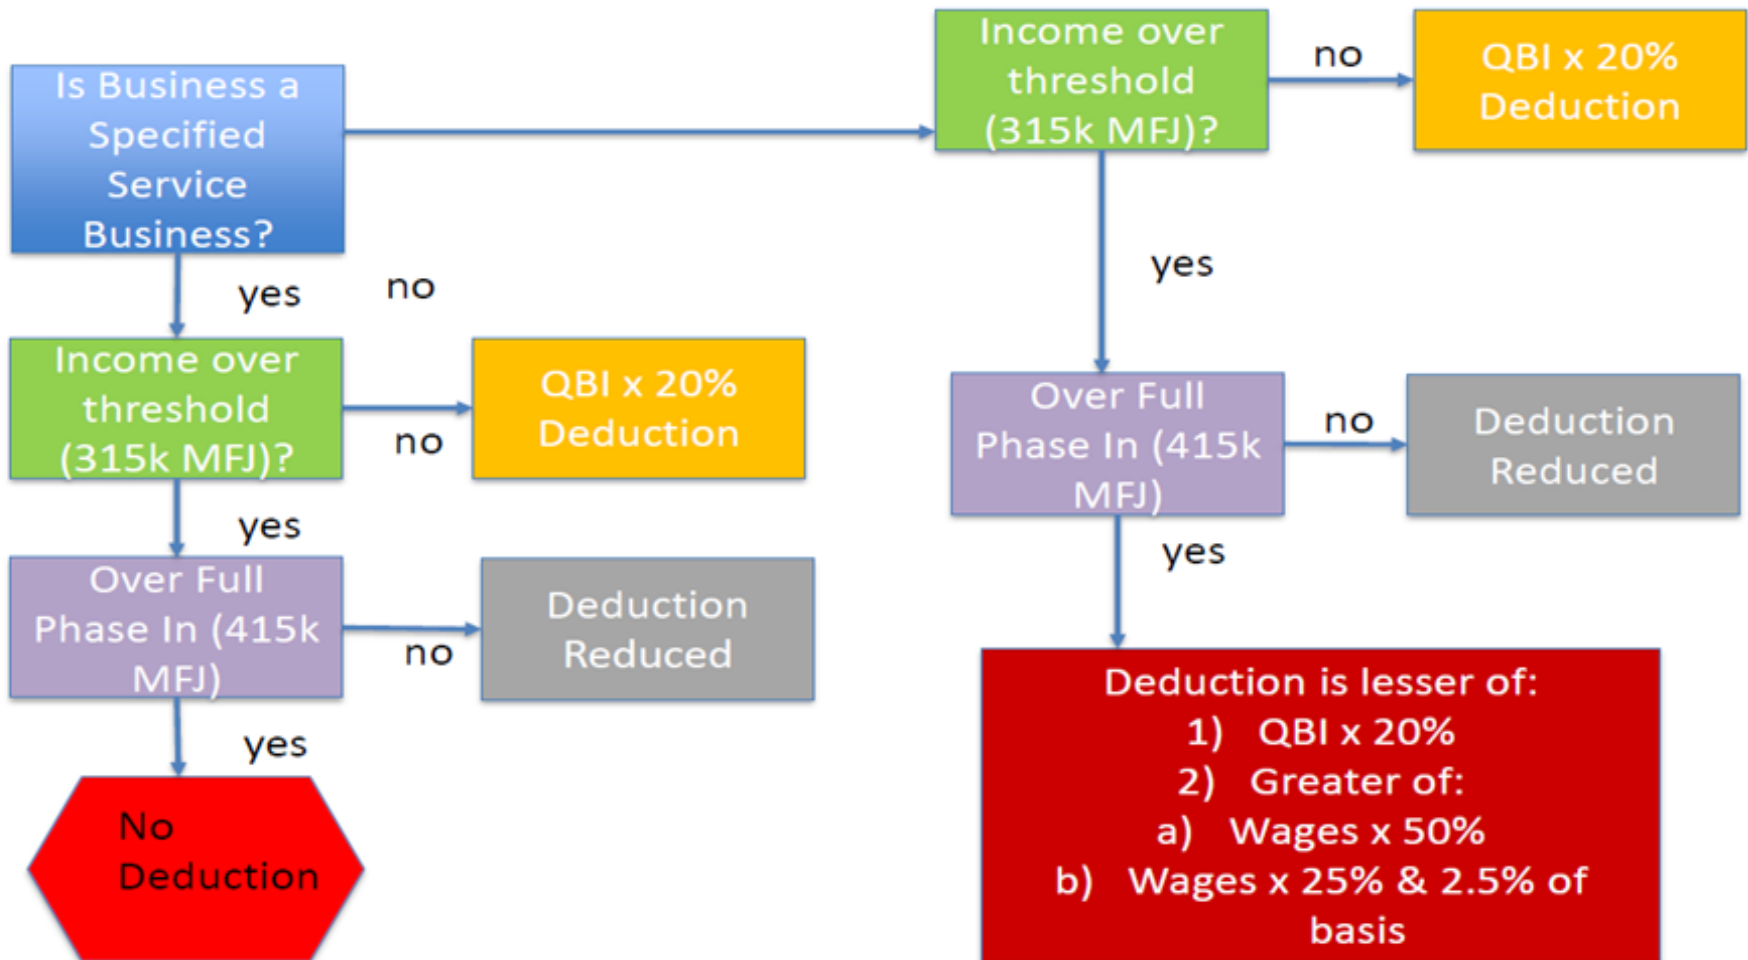 Is Business a
Specified
Service
Business?
yes
no
Income over
threshold
(315k MFJ)?
no
QBI x 20%
Deduction
yes
Over Full
Phase In (415k
MFJ)
no
Deduction
Reduced
yes
No
Deduction
Income over
threshold
(315k MFJ)?
no
QBI x 20%
Deduction
yes
Over Full
Phase In (415k
MFJ)
no
Deduction
Reduced
yes
Deduction is lesser of:
1) QBI x 20%
2) Greater of:
a) Wages x 50%
b) Wages x 25% & 2.5% of
basis